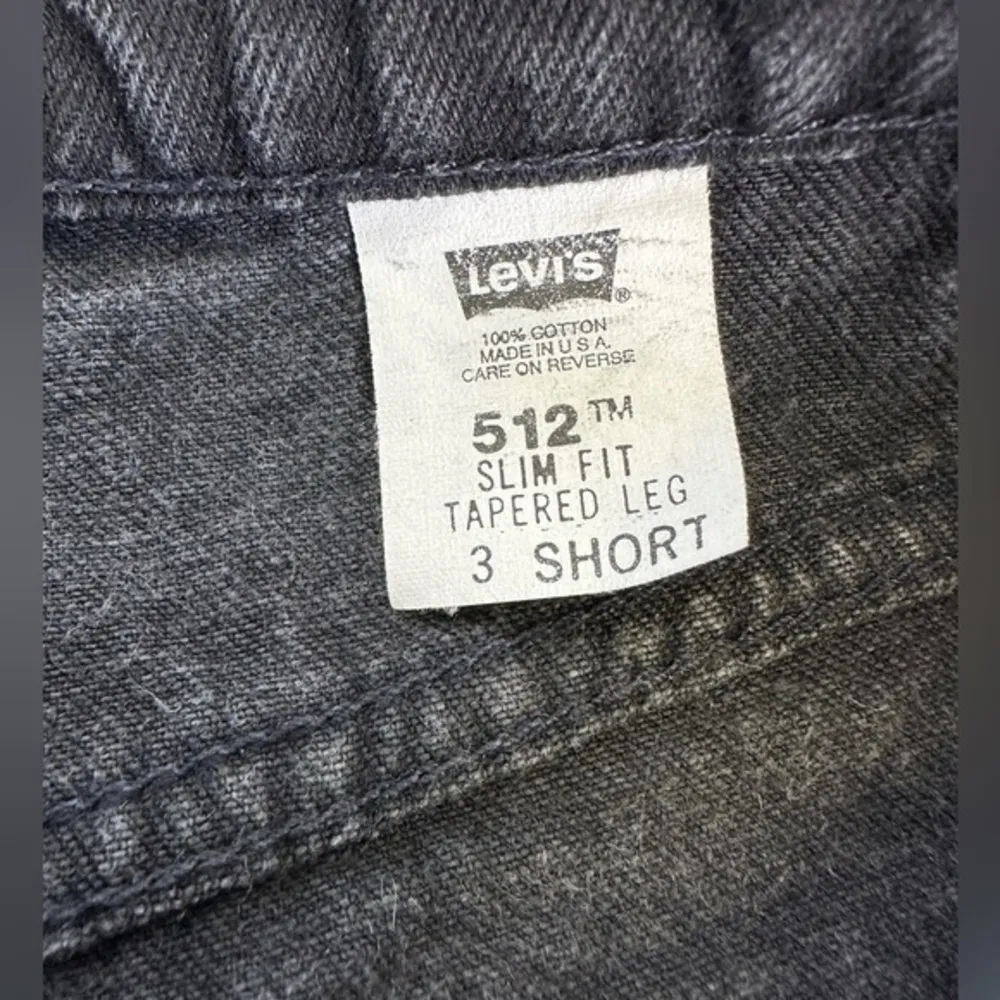 Levi's ®
100% COTTON
MADE IN U S A.
CARE ON REVERSE
512™
SLIM FIT
TAPERED LEG
3 SHORT